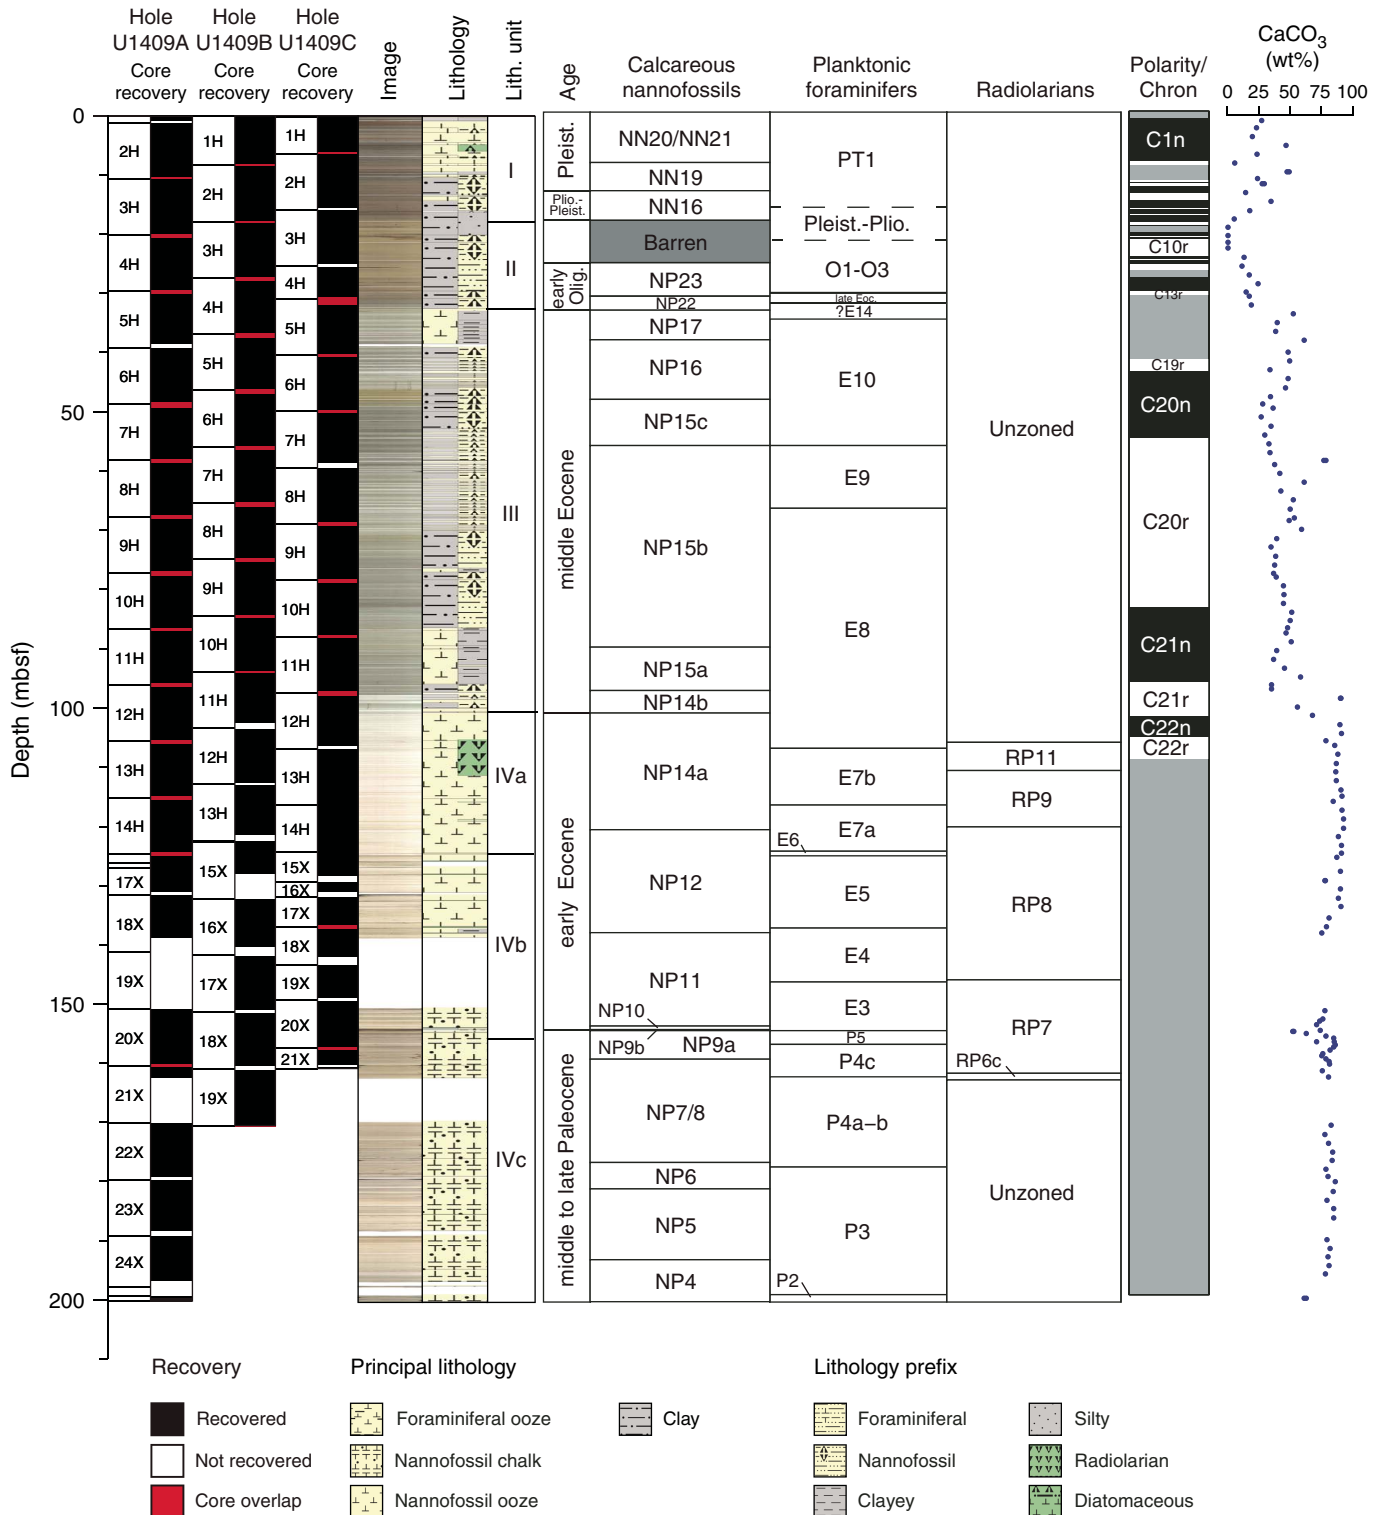 Hole
U1409A
Hole
U1409B
Hole
U1409C
Core
recovery
Core
recovery
Core
recovery
Image
Lithology
Lith. unit
Age
Calcareous
nannofossils
Planktonic
foraminifers
Radiolarians
Polarity/
Chron
CaCO3
(wt%)
0 25 50 75 100
Depth (mbsf)
0
50
100
150
200
2H
3H
4H
5H
6H
7H
8H
9H
10H
11H
12H
13H
14H
17X
18X
19X
20X
21X
22X
23X
24X
1H
2H
3H
4H
5H
6H
7H
8H
9H
10H
11H
12H
13H
15X
16X
17X
18X
19X
1H
2H
3H
4H
5H
6H
7H
8H
9H
10H
11H
12H
13H
14H
15X
16X
17X
18X
19X
20X
21X
I
II
III
IVa
IVb
IVc
Pleist.
Plio.-
Pleist.
early
Olig.
middle Eocene
early Eocene
middle to late Paleocene
NN20/NN21
NN19
NN16
Barren
NP23
NP22
NP17
NP16
NP15c
NP15b
NP15a
NP14b
NP14a
NP12
NP11
NP10
NP9b
NP9a
NP7/8
NP6
NP5
NP4
PT1
Pleist.-Plio.
O1-O3
late Eoc.
?E14
E10
E9
E8
E7b
E7a
E6
E5
E4
E3
P5
P4c
P4a–b
P3
P2
Unzoned
RP11
RP9
RP8
RP7
RP6c
Unzoned
C1n
C10r
C13r
C19r
C20n
C20r
C21n
C21r
C22n
C22r
Recovery
Recovered
Not recovered
Core overlap
Principal lithology
Foraminiferal ooze
Nannofossil chalk
Nannofossil ooze
Clay
Lithology prefix
Foraminiferal
Nannofossil
Clayey
Silty
Radiolarian
Diatomaceous